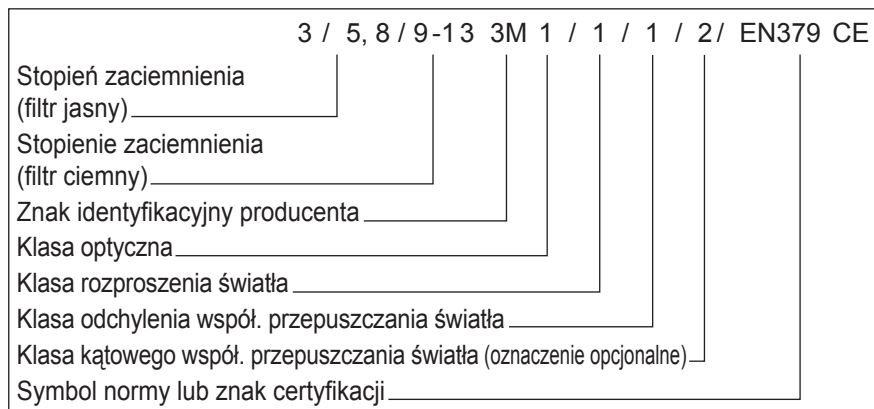 3 / 5, 8 / 9-13 3M 1 / 1 / 1 / 2 / EN379 CE
Stopień zaciemnienia
(filtr jasny)
Stopienie zaciemnienia
(filtr ciemny)
Znak identyfikacyjny producenta
Klasa optyczna
Klasa rozproszenia światła
Klasa odchylenia współ. przepuszczania światła
Klasa kątowego współ. przepuszczania światła (oznaczenie opcjonalne)
Symbol normy lub znak certyfikacji